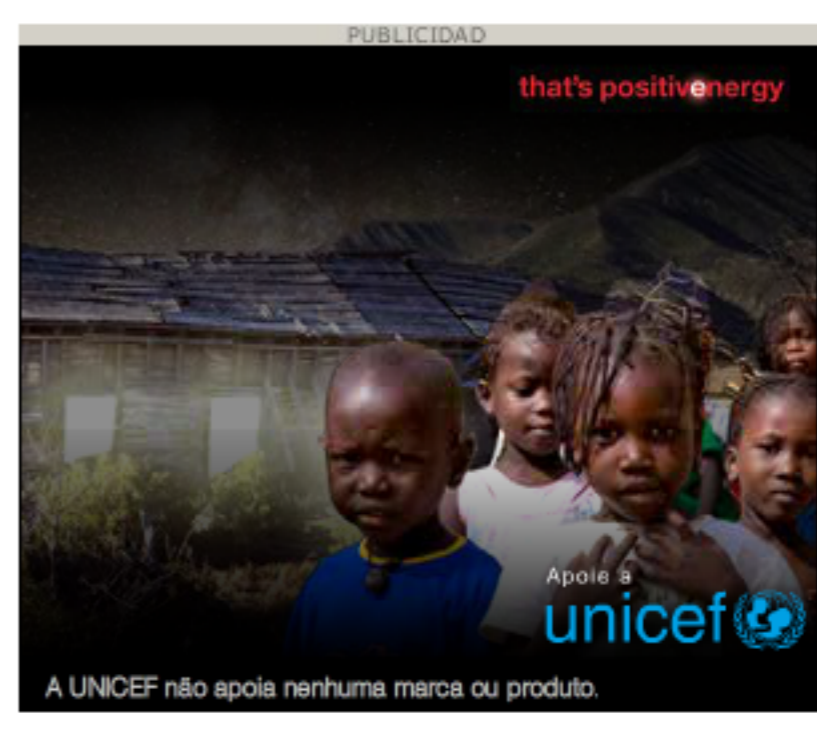 PUBLICIDAD
that's positivenergy
Apoie a
unicef
A UNICEF não apoia nenhuma marca ou produto.